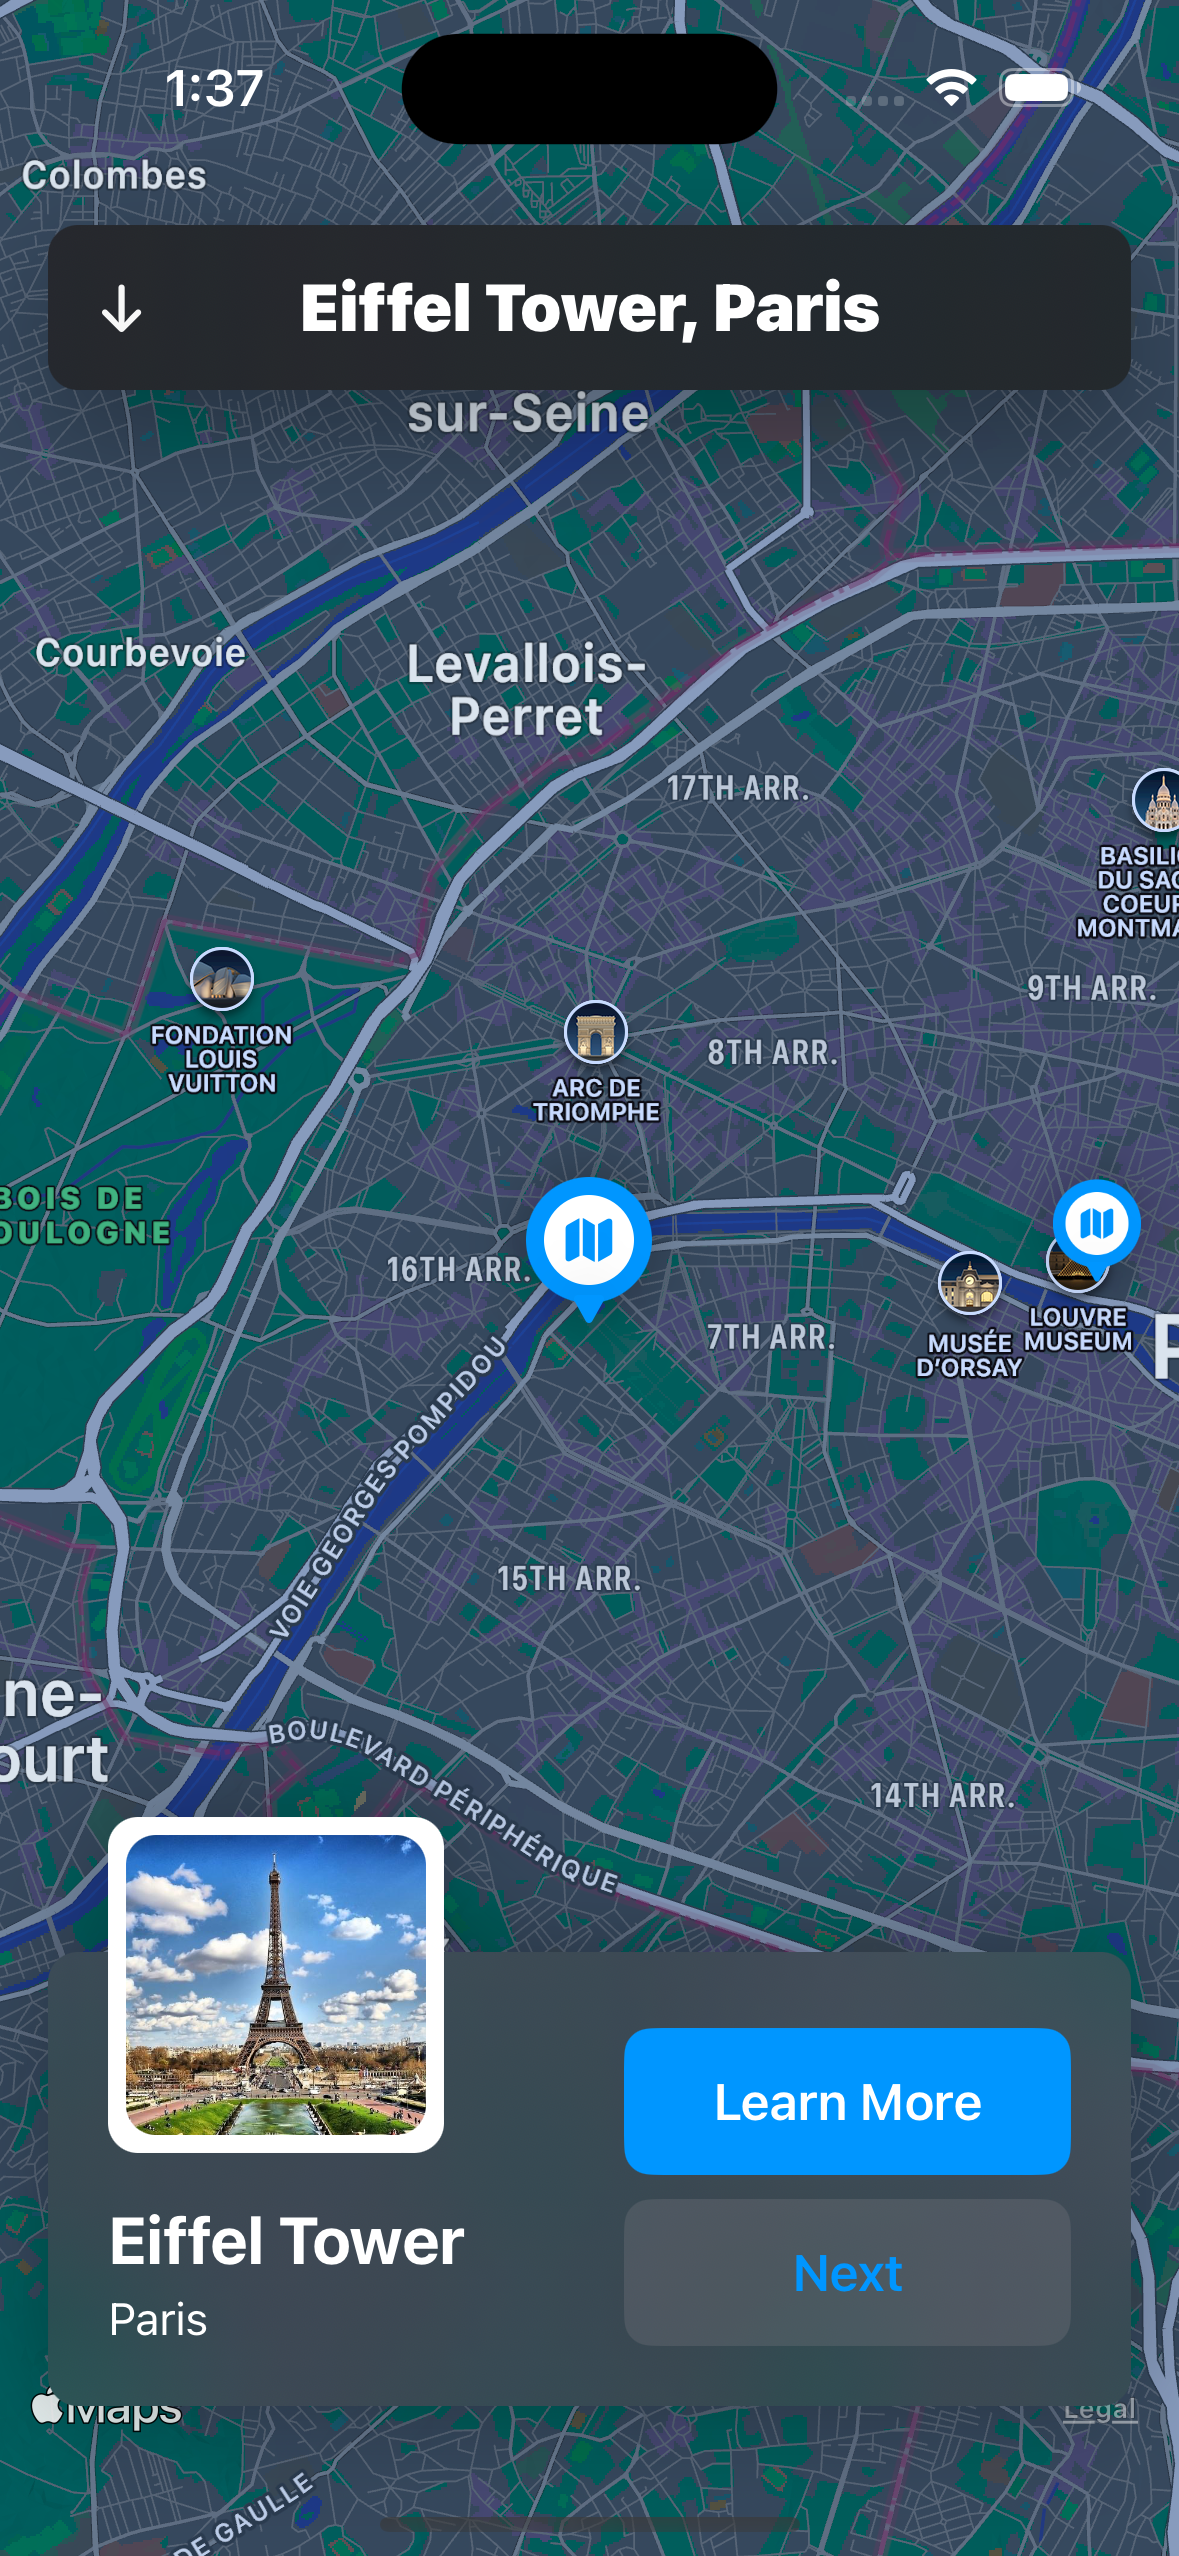 1:37
Colombes
Eiffel Tower, Paris
sur-Seine
Courbevoie
Levallois-
Perret
17TH ARR.
BASILI
DU SAC
COEUR
MONTMA
9TH ARR.
FONDATION
LOUIS
VUITTON
8TH ARR.
ARC DE
TRIOMPHE
BOIS DE
OULOGNE
16TH ARR.
7TH ARR.
LOUVRE
MUSEUM
MUSÉE
D'ORSAY
P
VOIE GEORGES POMPIDOU
15TH ARR.
ne-
ourt
BOULEVARD PÉRIPHÉRIQUE
14TH ARR.
Learn More
Eiffel Tower
Next
Paris
Maps
Legal
DE GAULLE